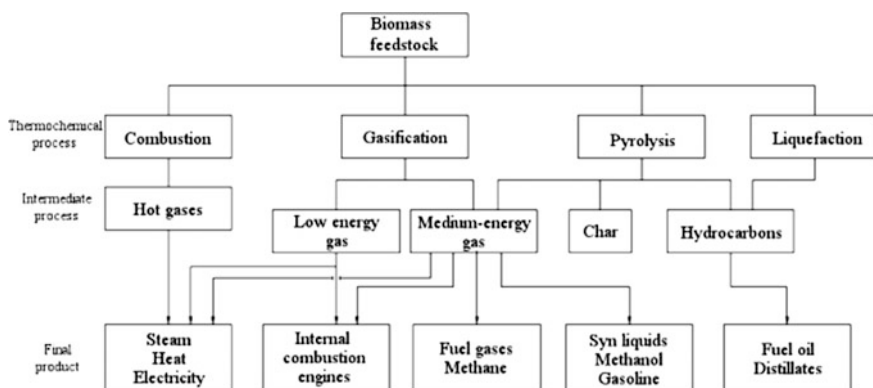 Biomass
feedstock
Thermochemical
process
Combustion
Gasification
Pyrolysis
Liquefaction
Intermediate
process
Hot gases
Low energy
gas
Medium-energy
gas
Char
Hydrocarbons
Final
product
Steam
Heat
Electricity
Internal
combustion
engines
Fuel gases
Methane
Syn liquids
Methanol
Gasoline
Fuel oil
Distillates